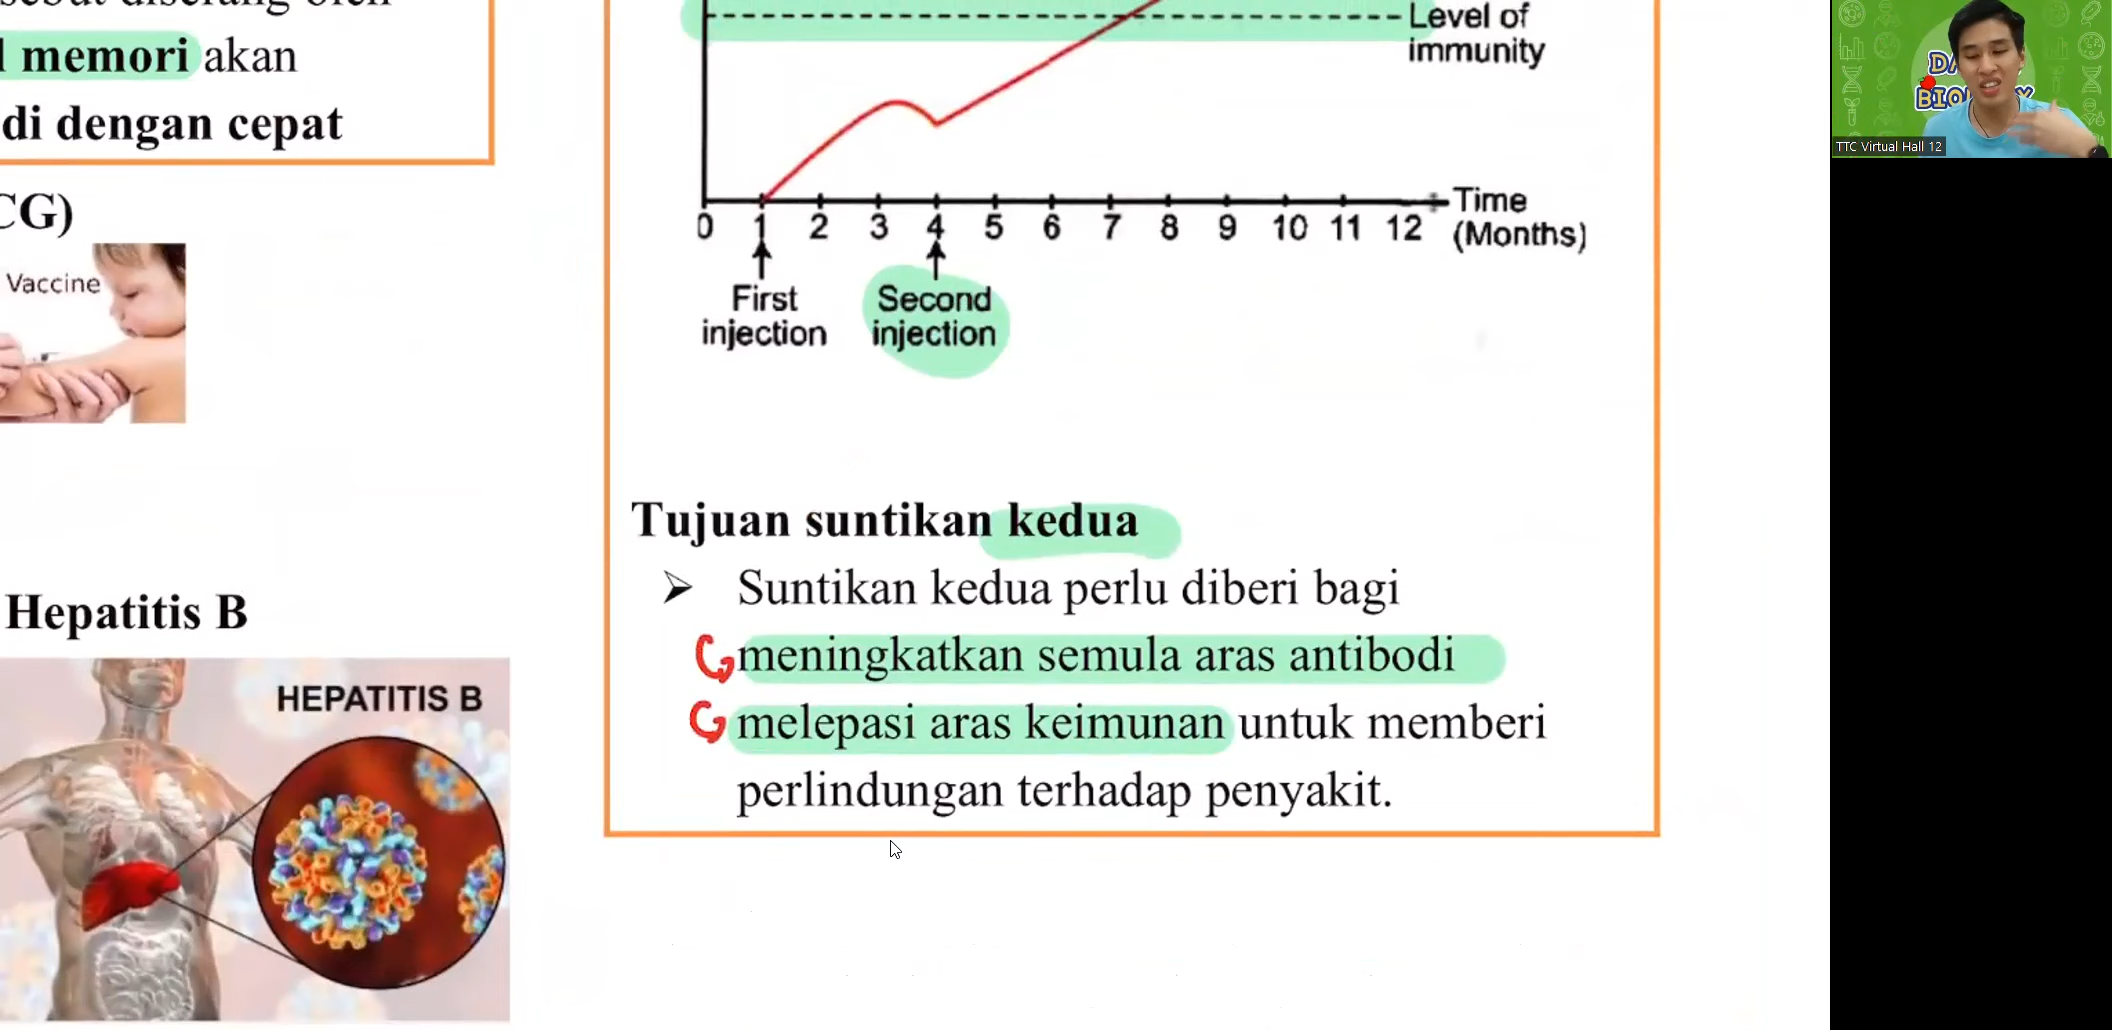 memori akan
di dengan cepat
CG)
Vaccine
Hepatitis B
HEPATITIS B
Level of
immunity
Time
(Months)
0 1 2 3 4 5 6 7 8 9 10 11 12
First
injection
Second
injection
Tujuan suntikan kedua
➢ Suntikan kedua perlu diberi bagi
meningkatkan semula aras antibodi
melepasi aras keimunan untuk memberi
perlindungan terhadap penyakit.
TTC Virtual Hall 12